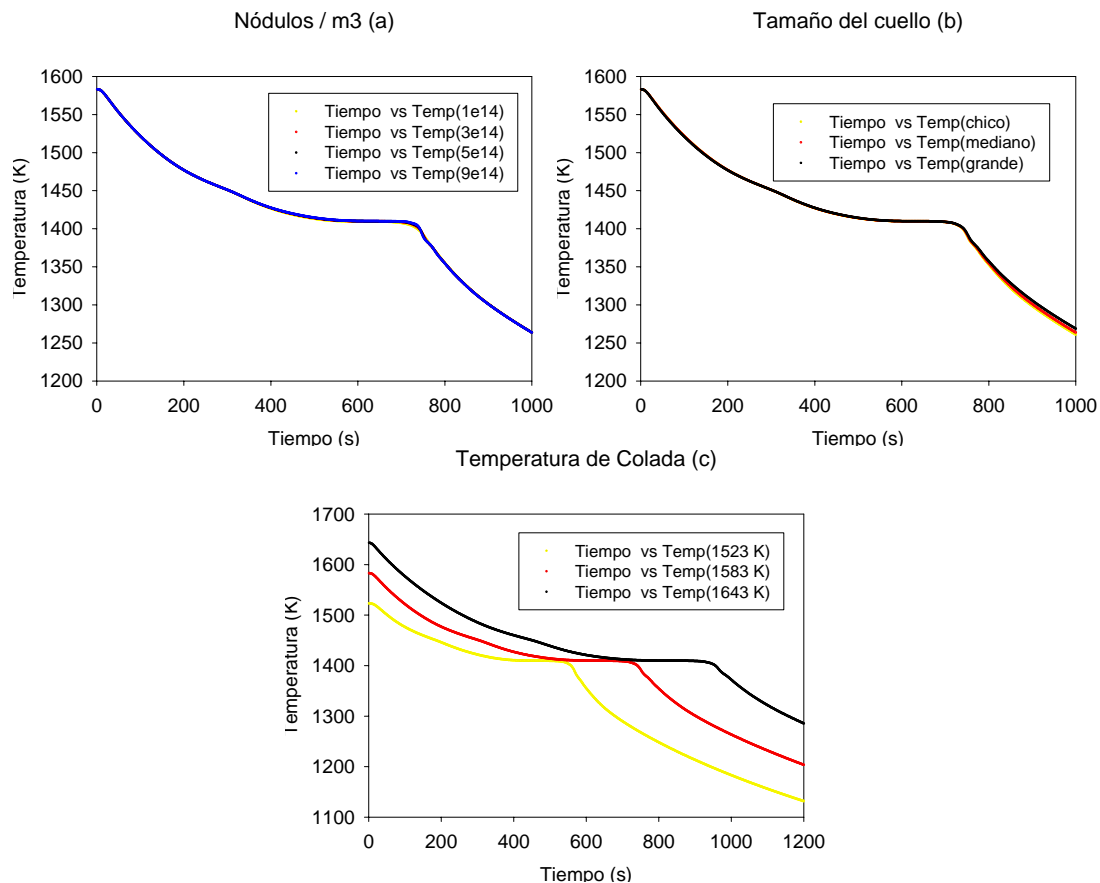 Nódulos / m3 (a)
1600
1550
1500
1450
1400
1350
1300
1250
1200
Temperatura (K)
Tiempo vs Temp(1e14)
Tiempo vs Temp(3e14)
Tiempo vs Temp(5e14)
Tiempo vs Temp(9e14)
0 200 400 600 800 1000
Tiempo (s)
Tamaño del cuello (b)
1600
1550
1500
1450
1400
1350
1300
1250
1200
Temperatura (K)
Tiempo vs Temp(chico)
Tiempo vs Temp(mediano)
Tiempo vs Temp(grande)
0 200 400 600 800 1000
Tiempo (s)
Temperatura de Colada (c)
1700
1600
1500
1400
1300
1200
1100
Temperatura (K)
Tiempo vs Temp(1523 K)
Tiempo vs Temp(1583 K)
Tiempo vs Temp(1643 K)
0 200 400 600 800 1000 1200
Tiempo (s)